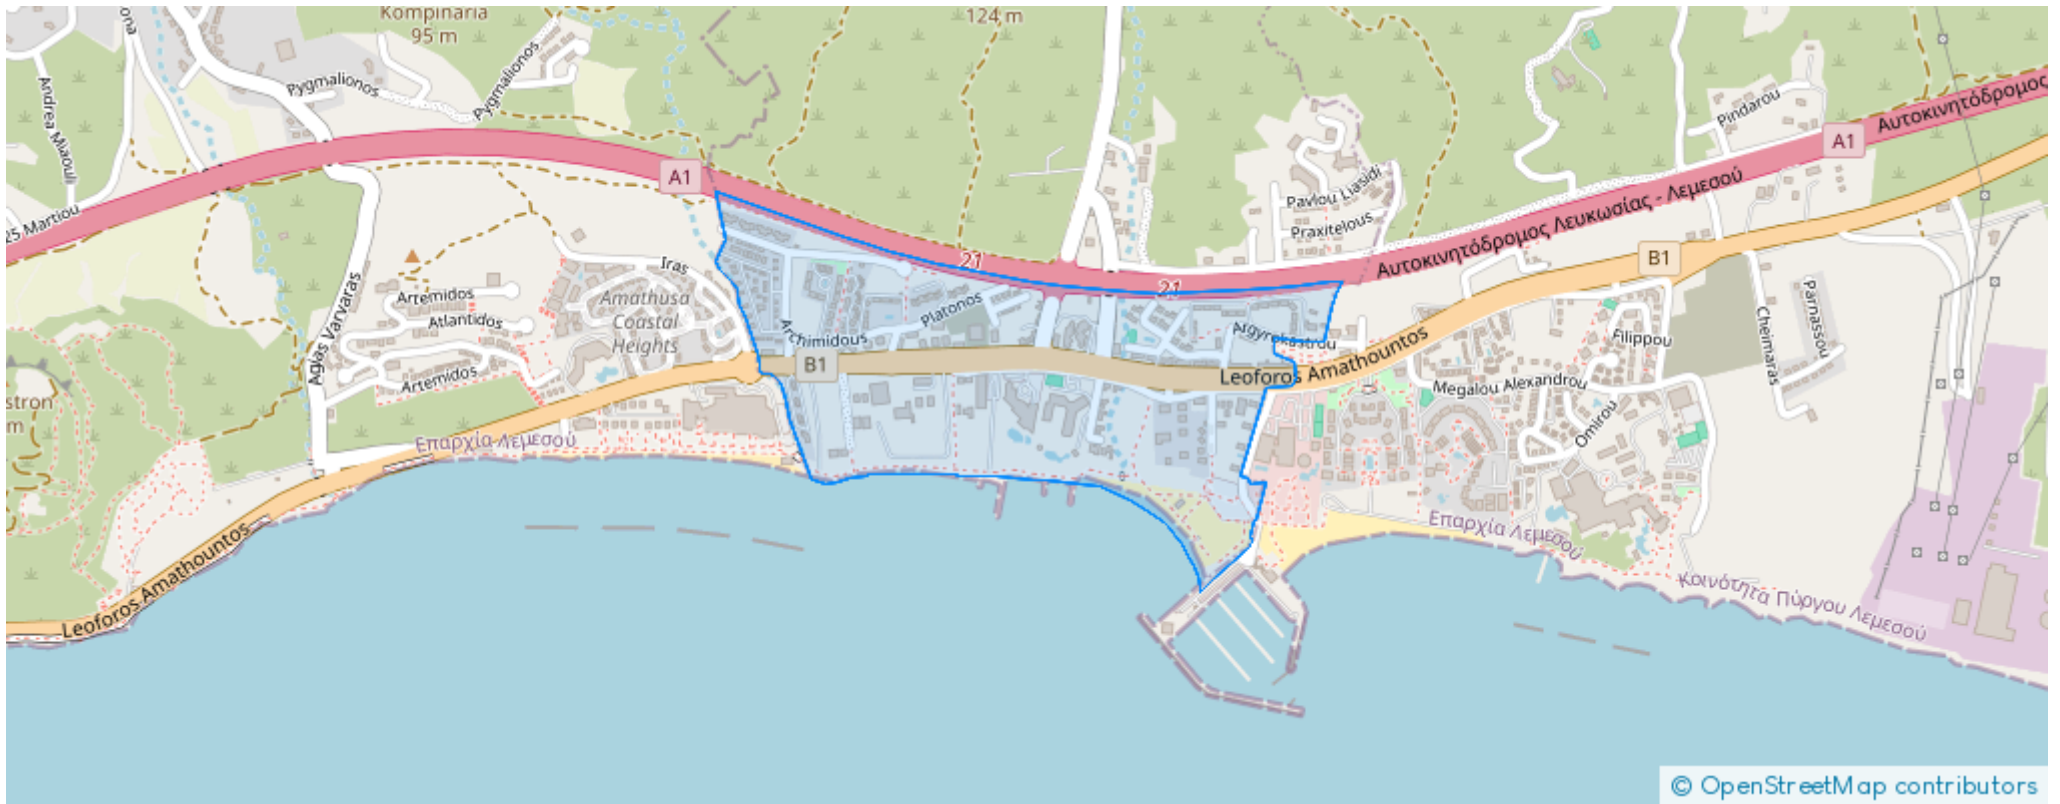 Kompinaria
95 m
124 m
ona
Pygmalionos
Pygmalionos
Andrea Miaouli
25 Martiou
A1
Pindarou
A1
Αυτοκινητόδρομος
Pavlou Liasidi
Praxitelous
Αυτοκινητόδρομος Λευκωσίας - Λεμεσού
B1
21
21
Iras
Amathusa
Coastal
Heights
Artemidos
Atlantidos
Artemidos
Agias Varvaras
Archimidous
Platonos
Argyrokastrou
B1
Leoforos Amathountos
Filippou
Megalou Alexandrou
Omirou
Cheimaras
Parnassou
stron
m
Επαρχία Λεμεσού
Leoforos Amathountos
Επαρχία Λεμεσού
Κοινότητα Πύργου Λεμεσού
© OpenStreetMap contributors